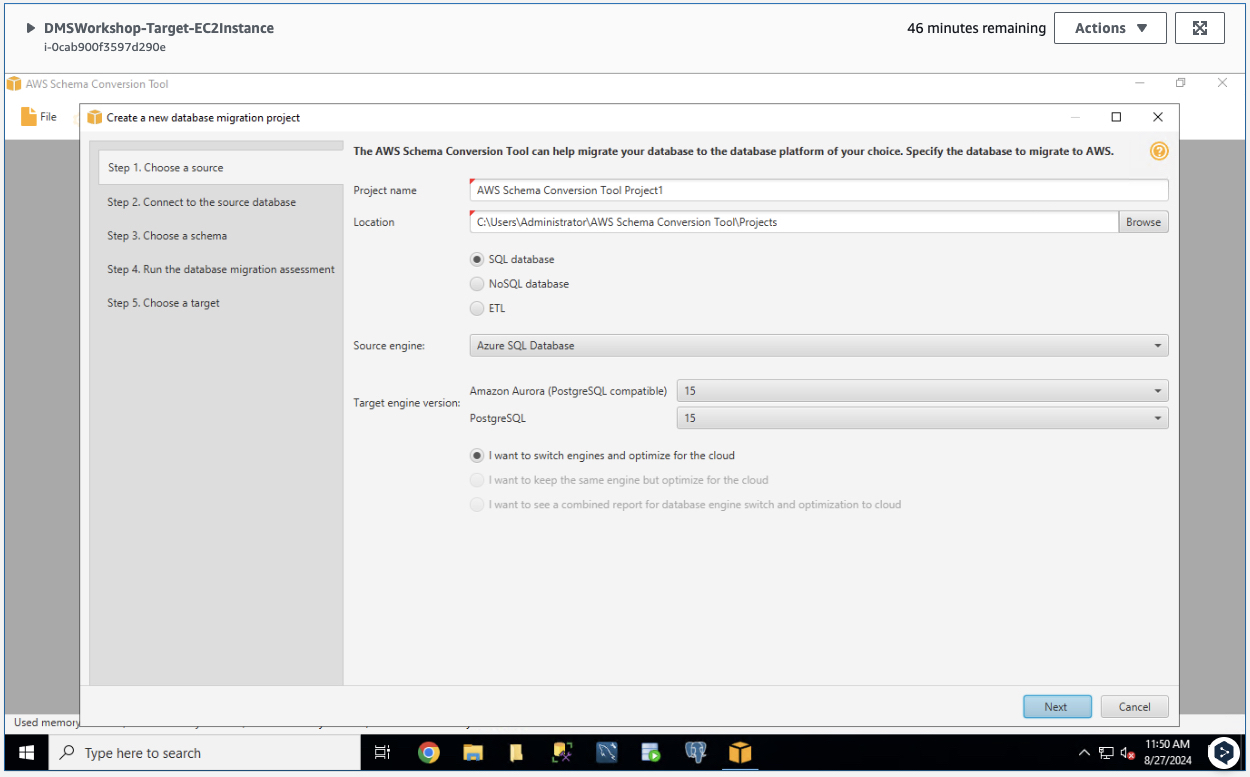 DMSWorkshop-Target-EC2Instance
i-0cab900f3597d290e
46 minutes remaining
Actions
AWS Schema Conversion Tool
File
Create a new database migration project
Step 1. Choose a source
Step 2. Connect to the source database
Step 3. Choose a schema
Step 4. Run the database migration assessment
Step 5. Choose a target
The AWS Schema Conversion Tool can help migrate your database to the database platform of your choice. Specify the database to migrate to AWS.
?
Project name AWS Schema Conversion Tool Project1
Location C:\Users\Administrator\AWS Schema Conversion Tool\Projects Browse
SQL database
NoSQL database
ETL
Source engine: Azure SQL Database
Target engine version:
Amazon Aurora (PostgreSQL compatible) 15
PostgreSQL 15
I want to switch engines and optimize for the cloud
I want to keep the same engine but optimize for the cloud
I want to see a combined report for database engine switch and optimization to cloud
Next Cancel
Used memory
Type here to search
11:50 AM
8/27/2024